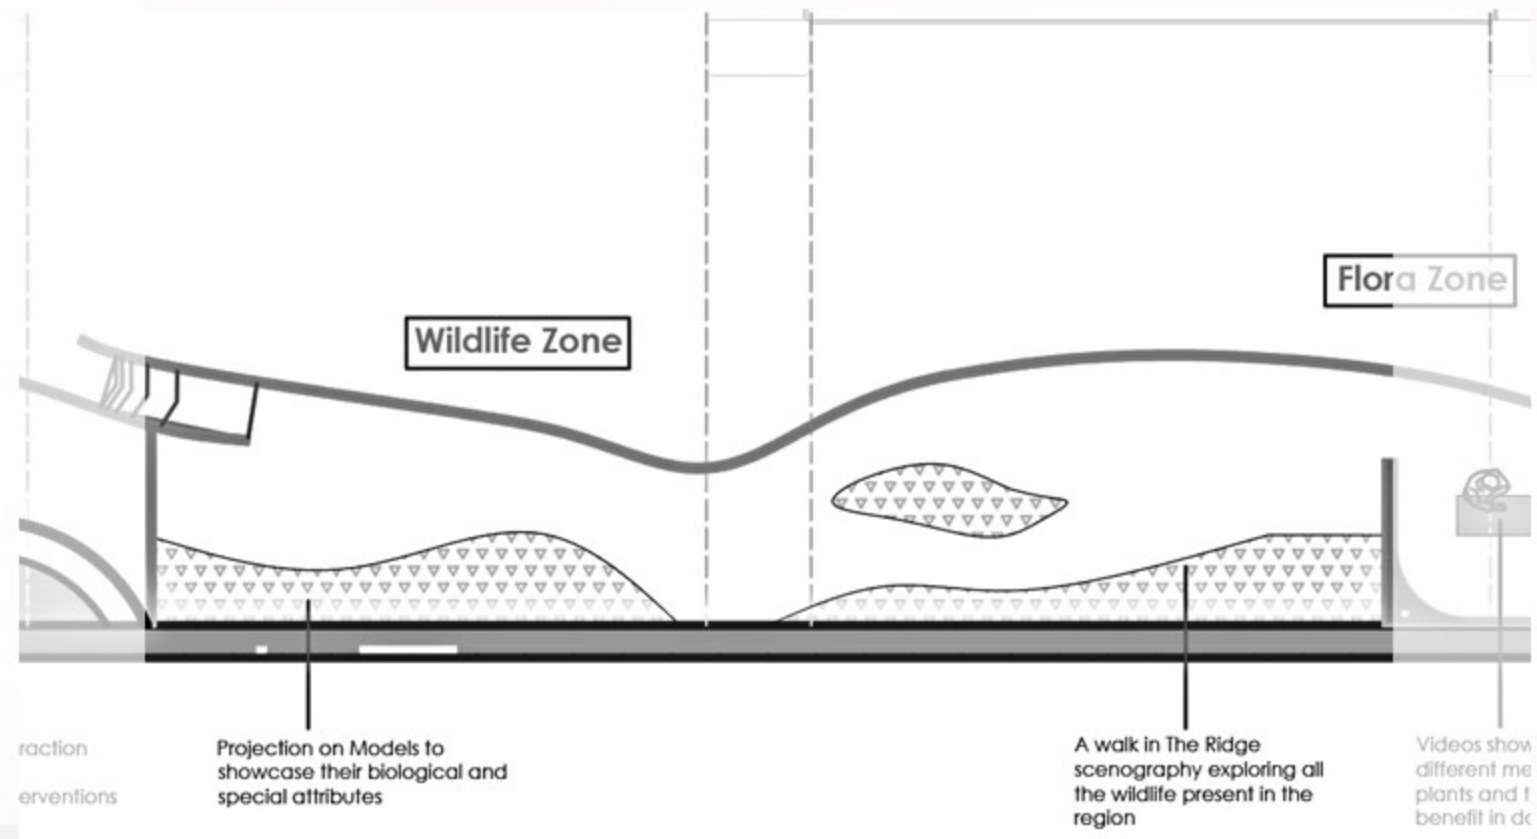 Flora Zone
Wildlife Zone
raction
erventions
Projection on Models to
showcase their biological and
special attributes
A walk in The Ridge
scenography exploring all
the wildlife present in the
region
Videos show
different me
plants and t
benefit in do